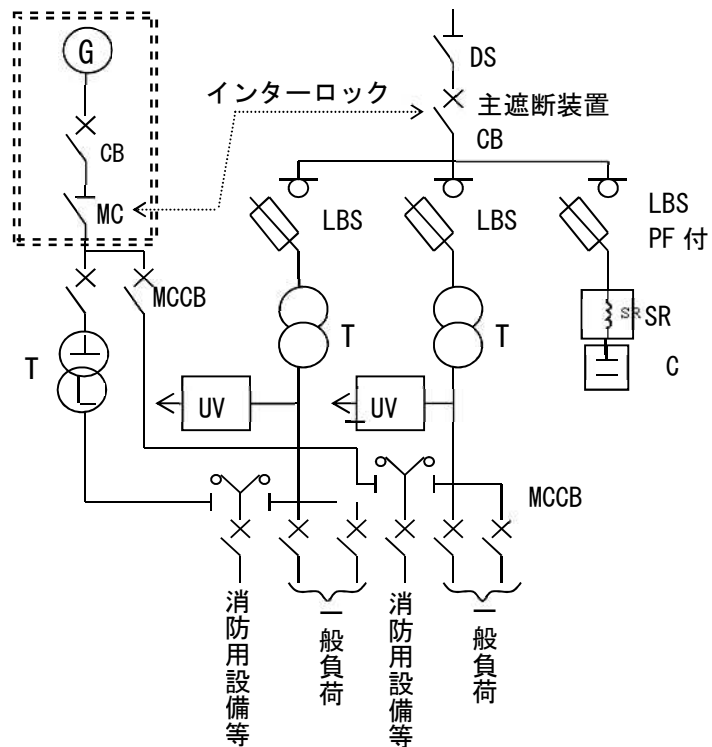 G
CB
MC
インターロック
DS
主遮断装置
CB
LBS
LBS
LBS
PF 付
MCCB
T
T
T
SR
SR
C
UV
UV
MCCB
消防用設備等
一般負荷
消防用設備等
一般負荷